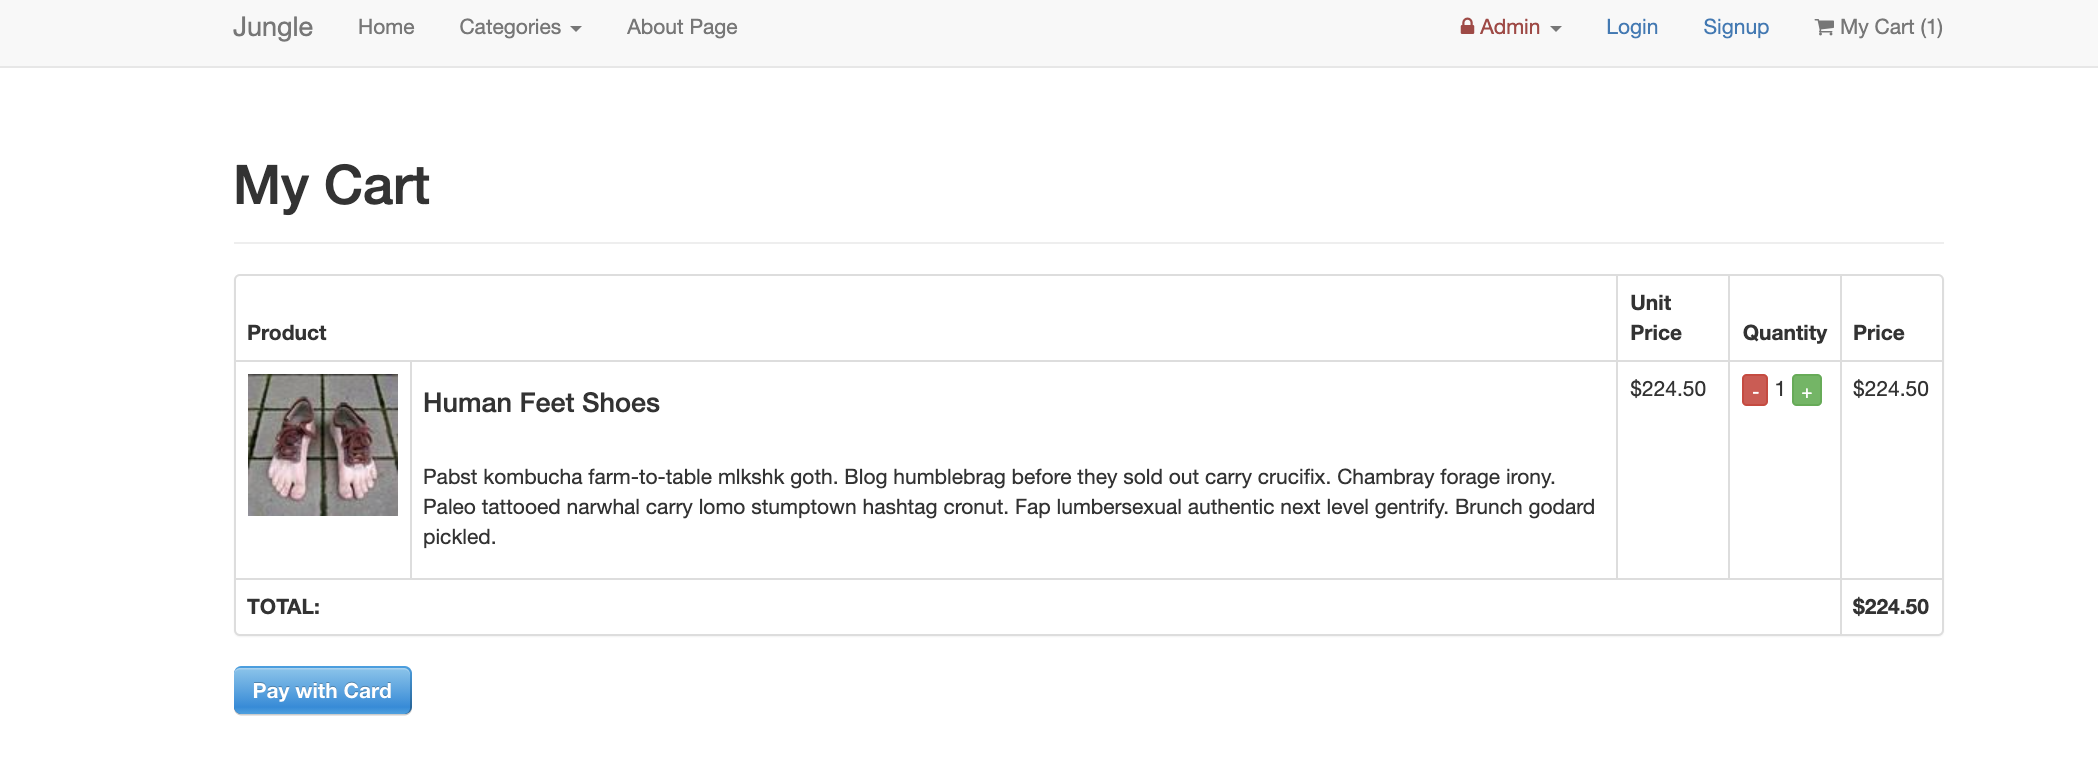 Jungle Home Categories About Page Admin Login Signup My Cart (1)
My Cart
Product Unit Price Quantity Price
Human Feet Shoes $224.50 - 1 + $224.50
Pabst kombucha farm-to-table mlkshk goth. Blog humblebrag before they sold out carry crucifix. Chambray forage irony.
Paleo tattooed narwhal carry lomo stumptown hashtag cronut. Fap lumbersexual authentic next level gentrify. Brunch godard
pickled.
TOTAL: $224.50
Pay with Card